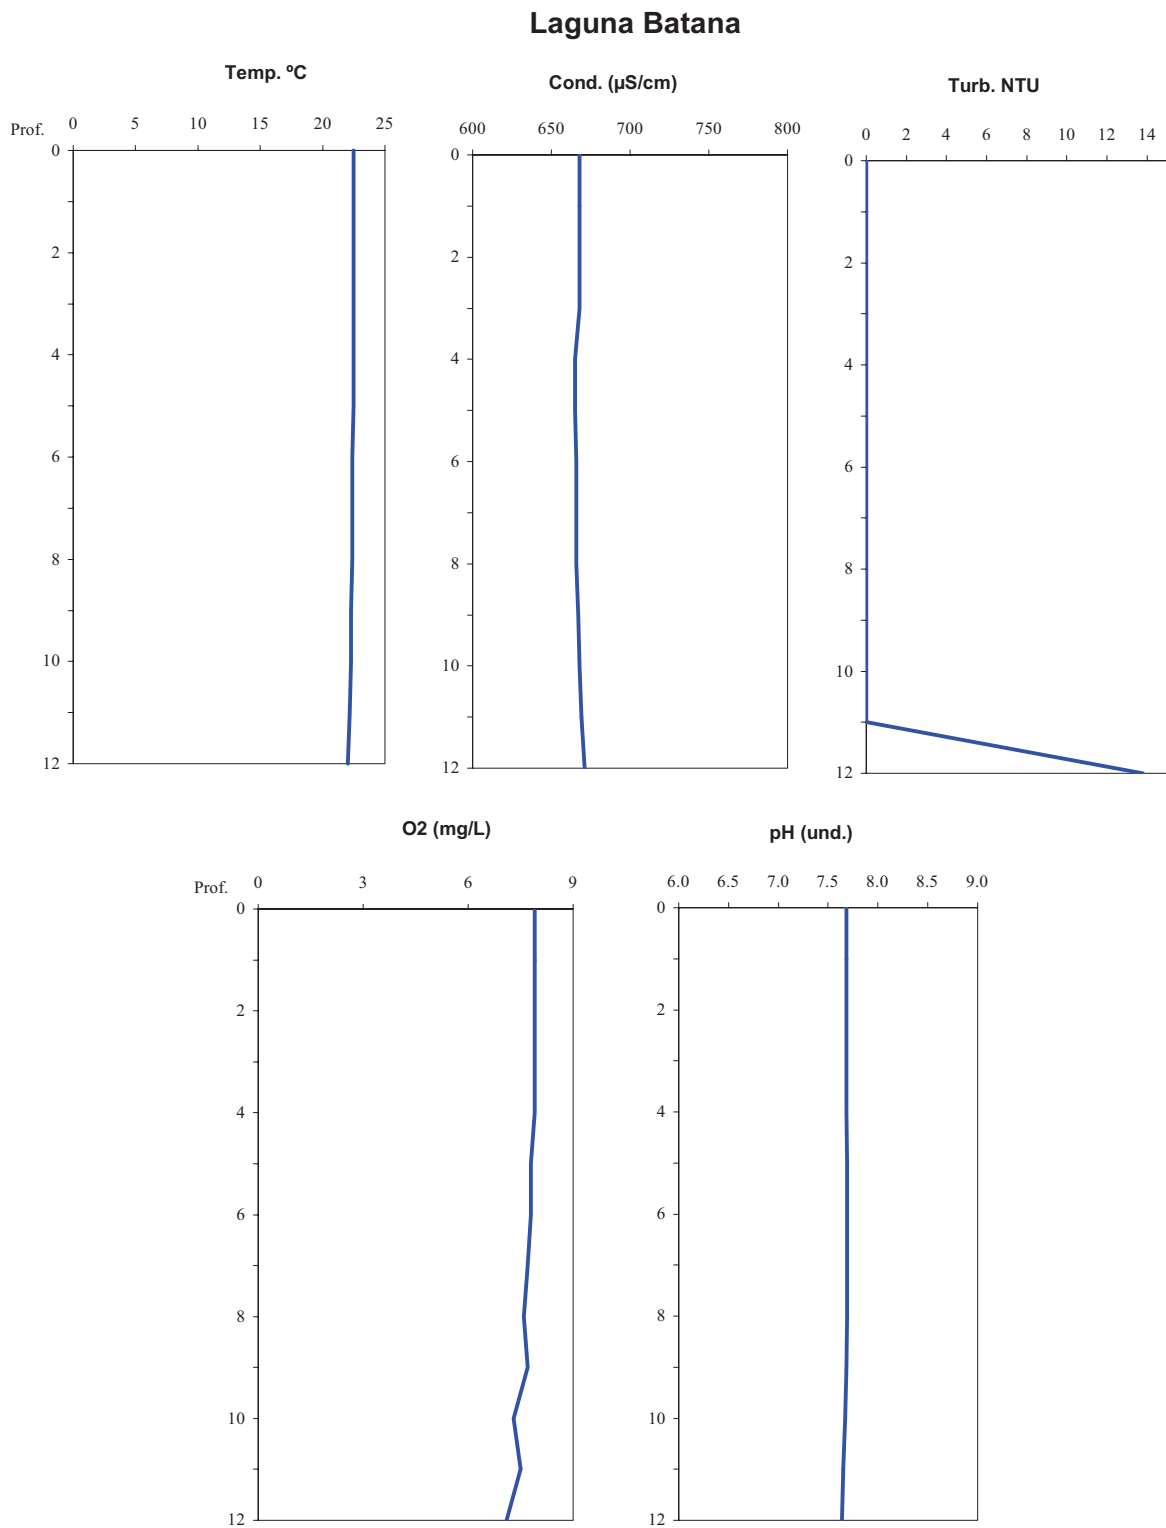 Laguna Batana
Temp. ºC
Cond. (µS/cm)
Turb. NTU
Prof.
0 5 10 15 20 25
600 650 700 750 800
0 2 4 6 8 10 12 14
0
2
4
6
8
10
12
0
2
4
6
8
10
12
0
2
4
6
8
10
12
O2 (mg/L)
pH (und.)
Prof.
0 3 6 9
6.0 6.5 7.0 7.5 8.0 8.5 9.0
0
2
4
6
8
10
12
0
2
4
6
8
10
12